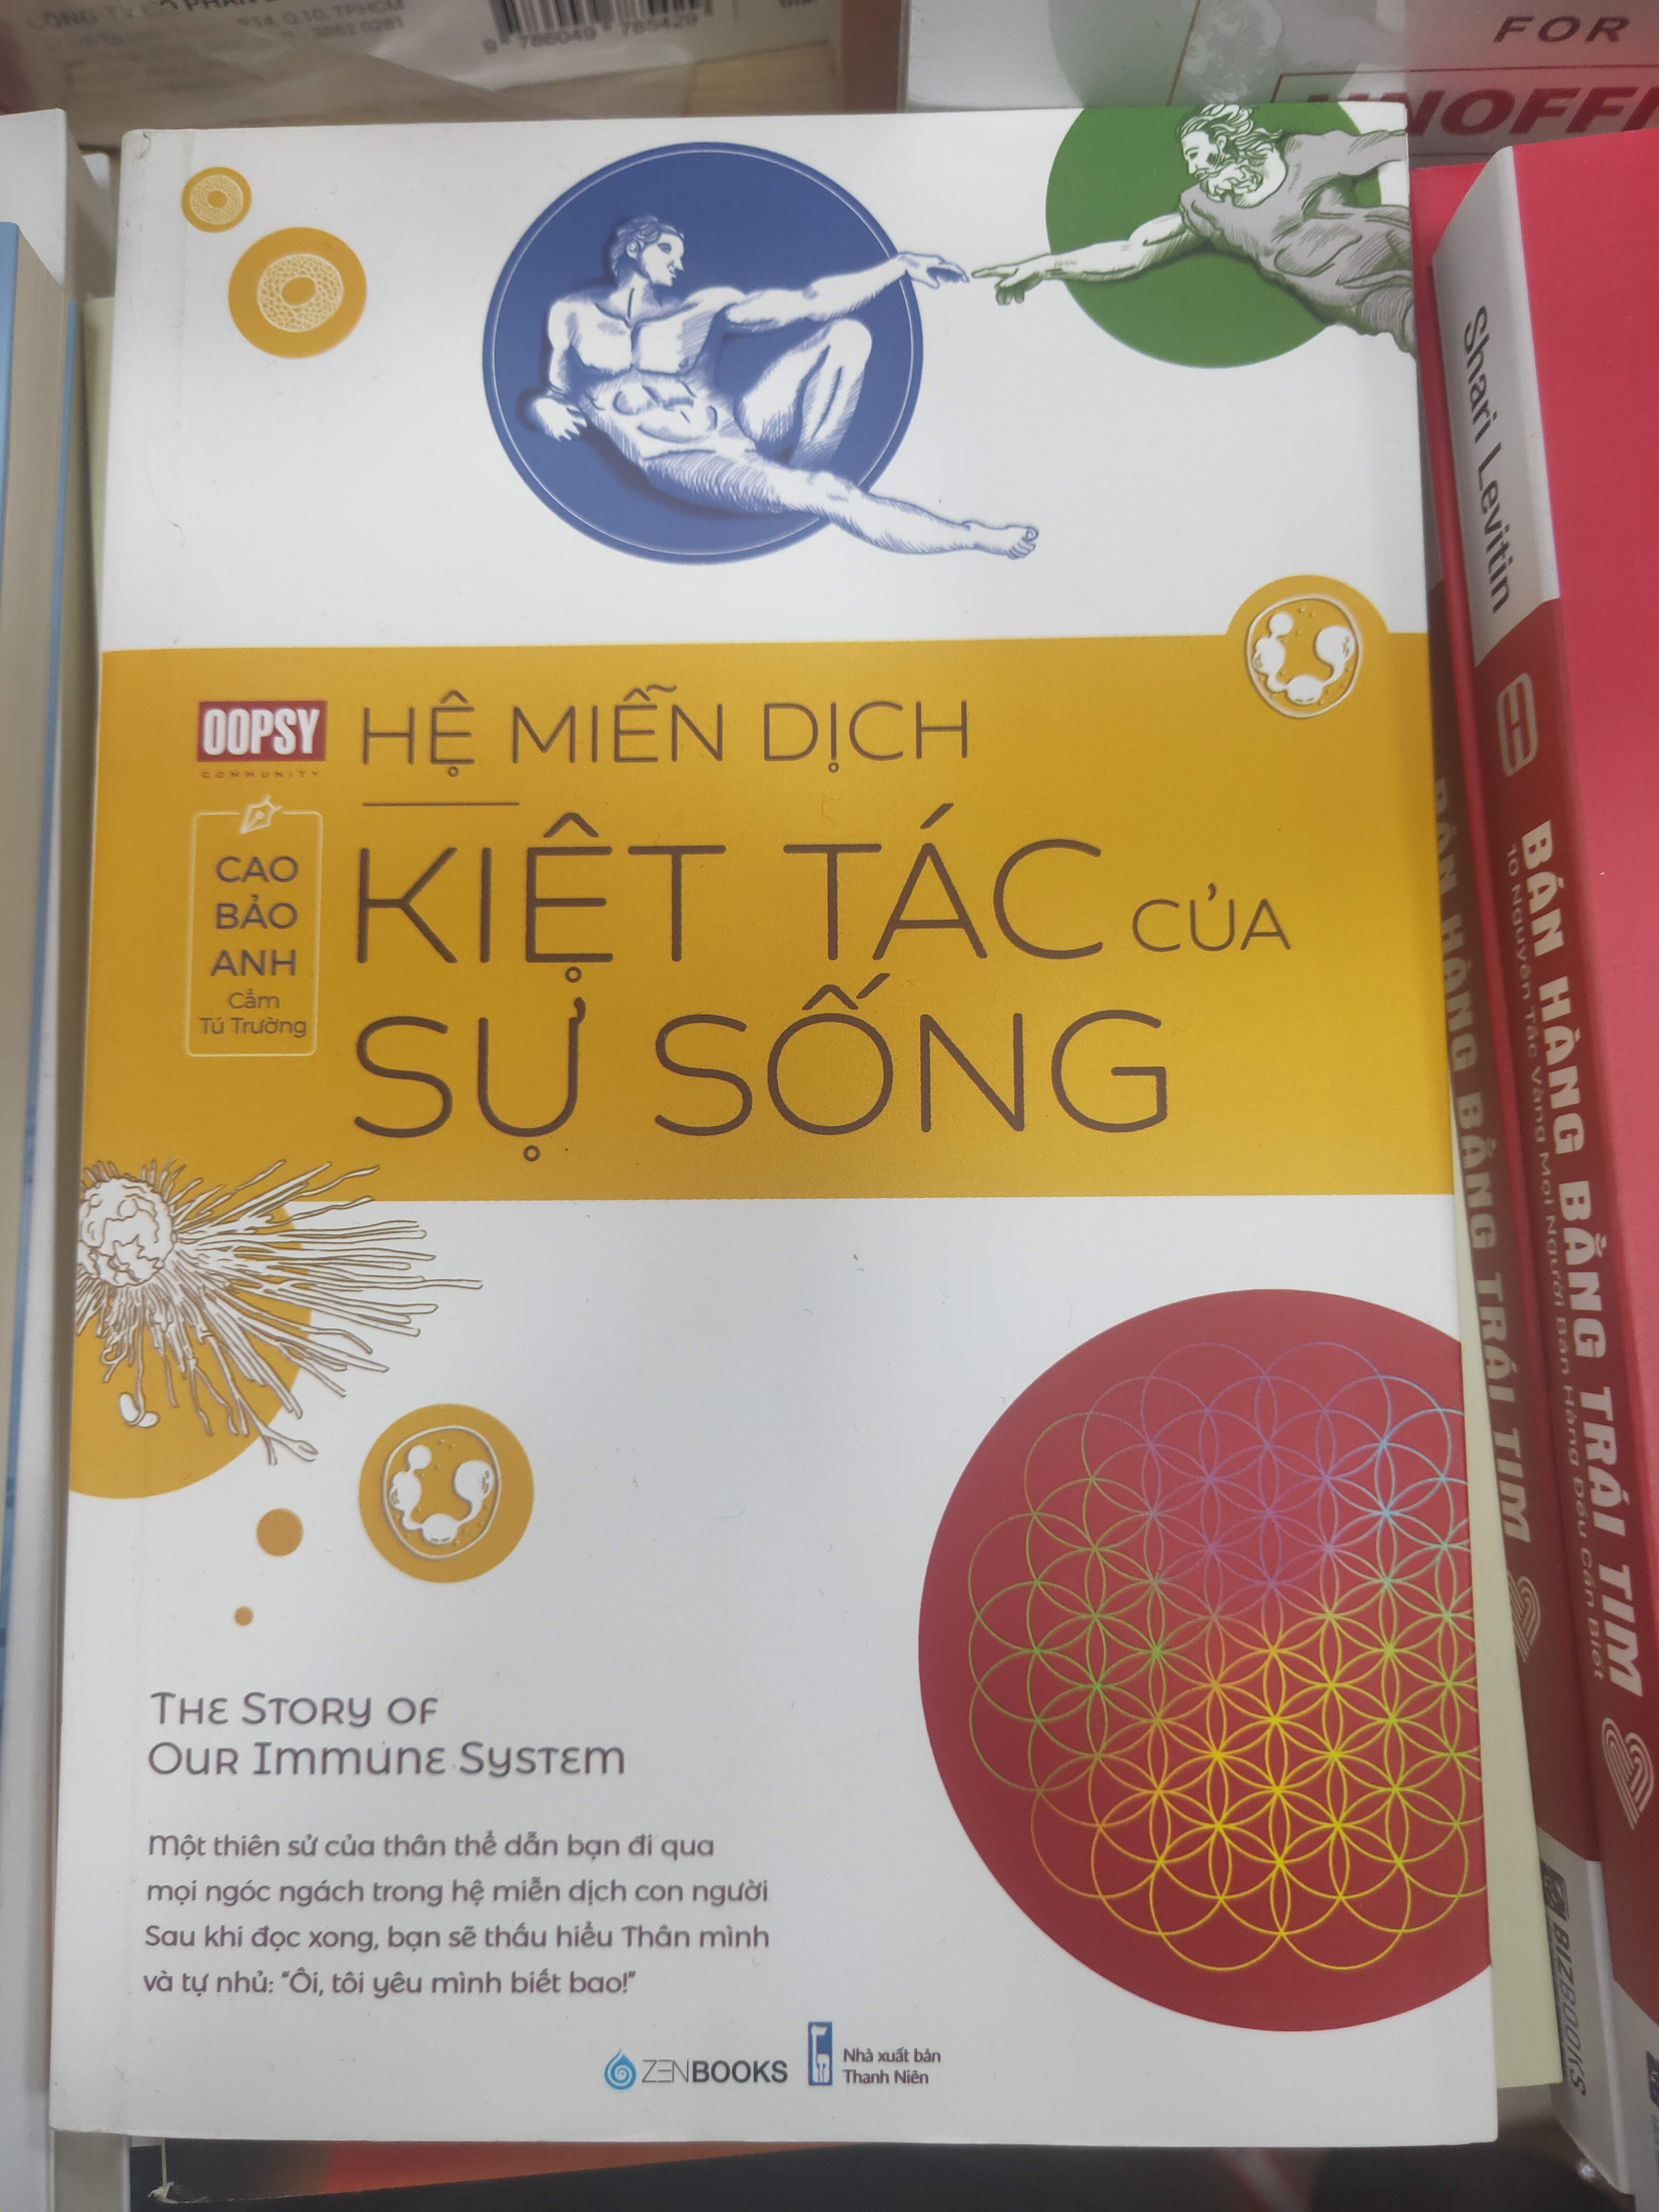 R14, Q.10, TP.HCM
3862 0281
9 786049 785429
FOR
UNOFFI
OOPSY
COMMUNITY
HỆ MIỄN DỊCH
CAO
BẢO
ANH
Cẩm
Tú Trường
KIỆT TÁC CỦA
SỰ SỐNG
THE STORY OF
OUR IMMUNE SYSTEM
Một thiên sử của thân thể dẫn bạn đi qua
mọi ngóc ngách trong hệ miễn dịch con người
Sau khi đọc xong, bạn sẽ thấu hiểu Thân mình
và tự nhủ: “Ôi, tôi yêu mình biết bao!”
ZENBOOKS
Nhà xuất bản
Thanh Niên
BÁN HÀNG BẰNG TRÁI TIM
Shari Levitin
BÁN HÀNG BẰNG TRÁI TIM
10 Nguyên Tắc Vàng Mọi Người Bán Hàng Đều Cần Biết
BIZBOOKS